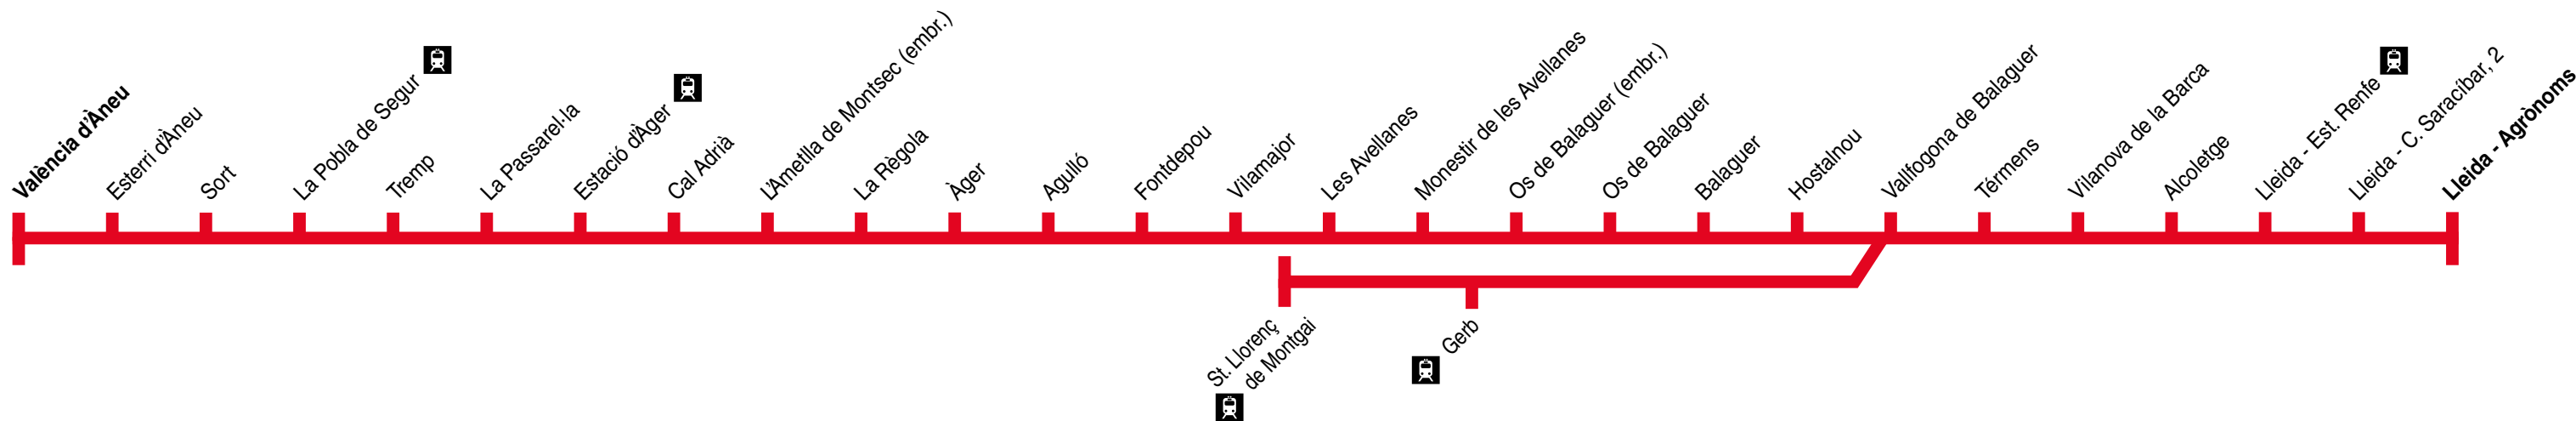 València d'Àneu
Esterri d'Àneu
Sort
La Pobla de Segur
Tremp
La Passarel·la
Estació d'Àger
Cal Adrià
L'Ametlla de Montsec (embr.)
La Règola
Àger
Agulló
Fontdepou
Vilamajor
Les Avellanes
Monestir de les Avellanes
Os de Balaguer (embr.)
Os de Balaguer
Balaguer
Hostalnou
Vallfogona de Balaguer
Térmens
Vilanova de la Barca
Alcoletge
Lleida - Est. Renfe
Lleida - C. Saracíbar, 2
Lleida - Agrònoms
St. Llorenç
de Montgai
Gerb